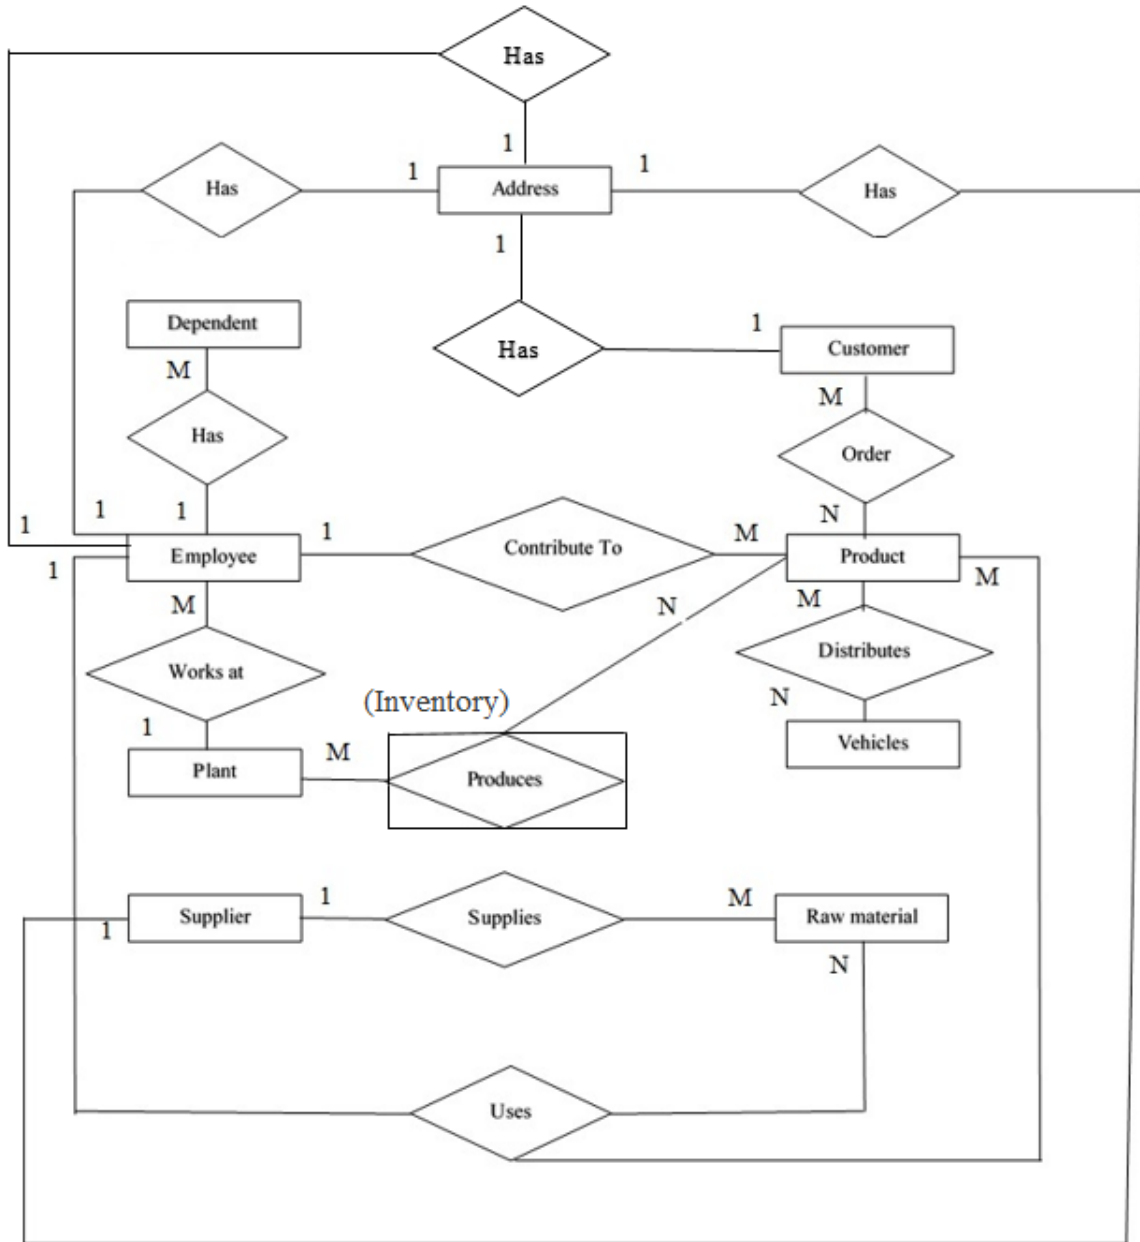 Has
1
1
1
Has
Address
Has
1
Dependent
1
Customer
M
Has
M
Has
Order
1
1
1
N
1
M
Employee
Contribute To
Product
1
M
M
N
M
Works at
Distributes
(Inventory)
N
1
M
Plant
Produces
Vehicles
1
M
Supplier
Supplies
Raw material
1
N
Uses